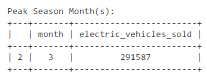 Peak Season Month(s):
+---+-------+------------------------+
|   | month | electric_vehicles_sold |
+---+-------+------------------------+
| 2 |   3   |         291587         |
+---+-------+------------------------+